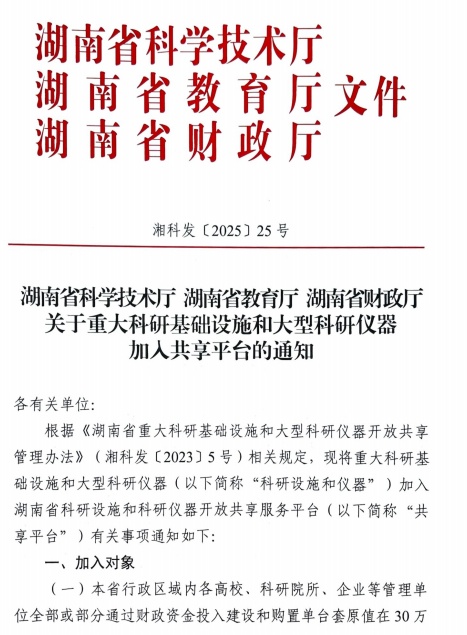 湖南省科学技术厅
湖南省教育厅文件
湖南省财政厅
湘科发〔2025〕25号
湖南省科学技术厅 湖南省教育厅 湖南省财政厅
关于重大科研基础设施和大型科研仪器
加入共享平台的通知
各有关单位：
根据《湖南省重大科研基础设施和大型科研仪器开放共享
管理办法》（湘科发〔2023〕5号）相关规定，现将重大科研基
础设施和大型科研仪器（以下简称“科研设施和仪器”）加入
湖南省科研设施和科研仪器开放共享服务平台（以下简称“共
享平台”）有关事项通知如下：
一、加入对象
（一）本省行政区域内各高校、科研院所、企业等管理单
位全部或部分通过财政资金投入建设和购置单台套原值在30万